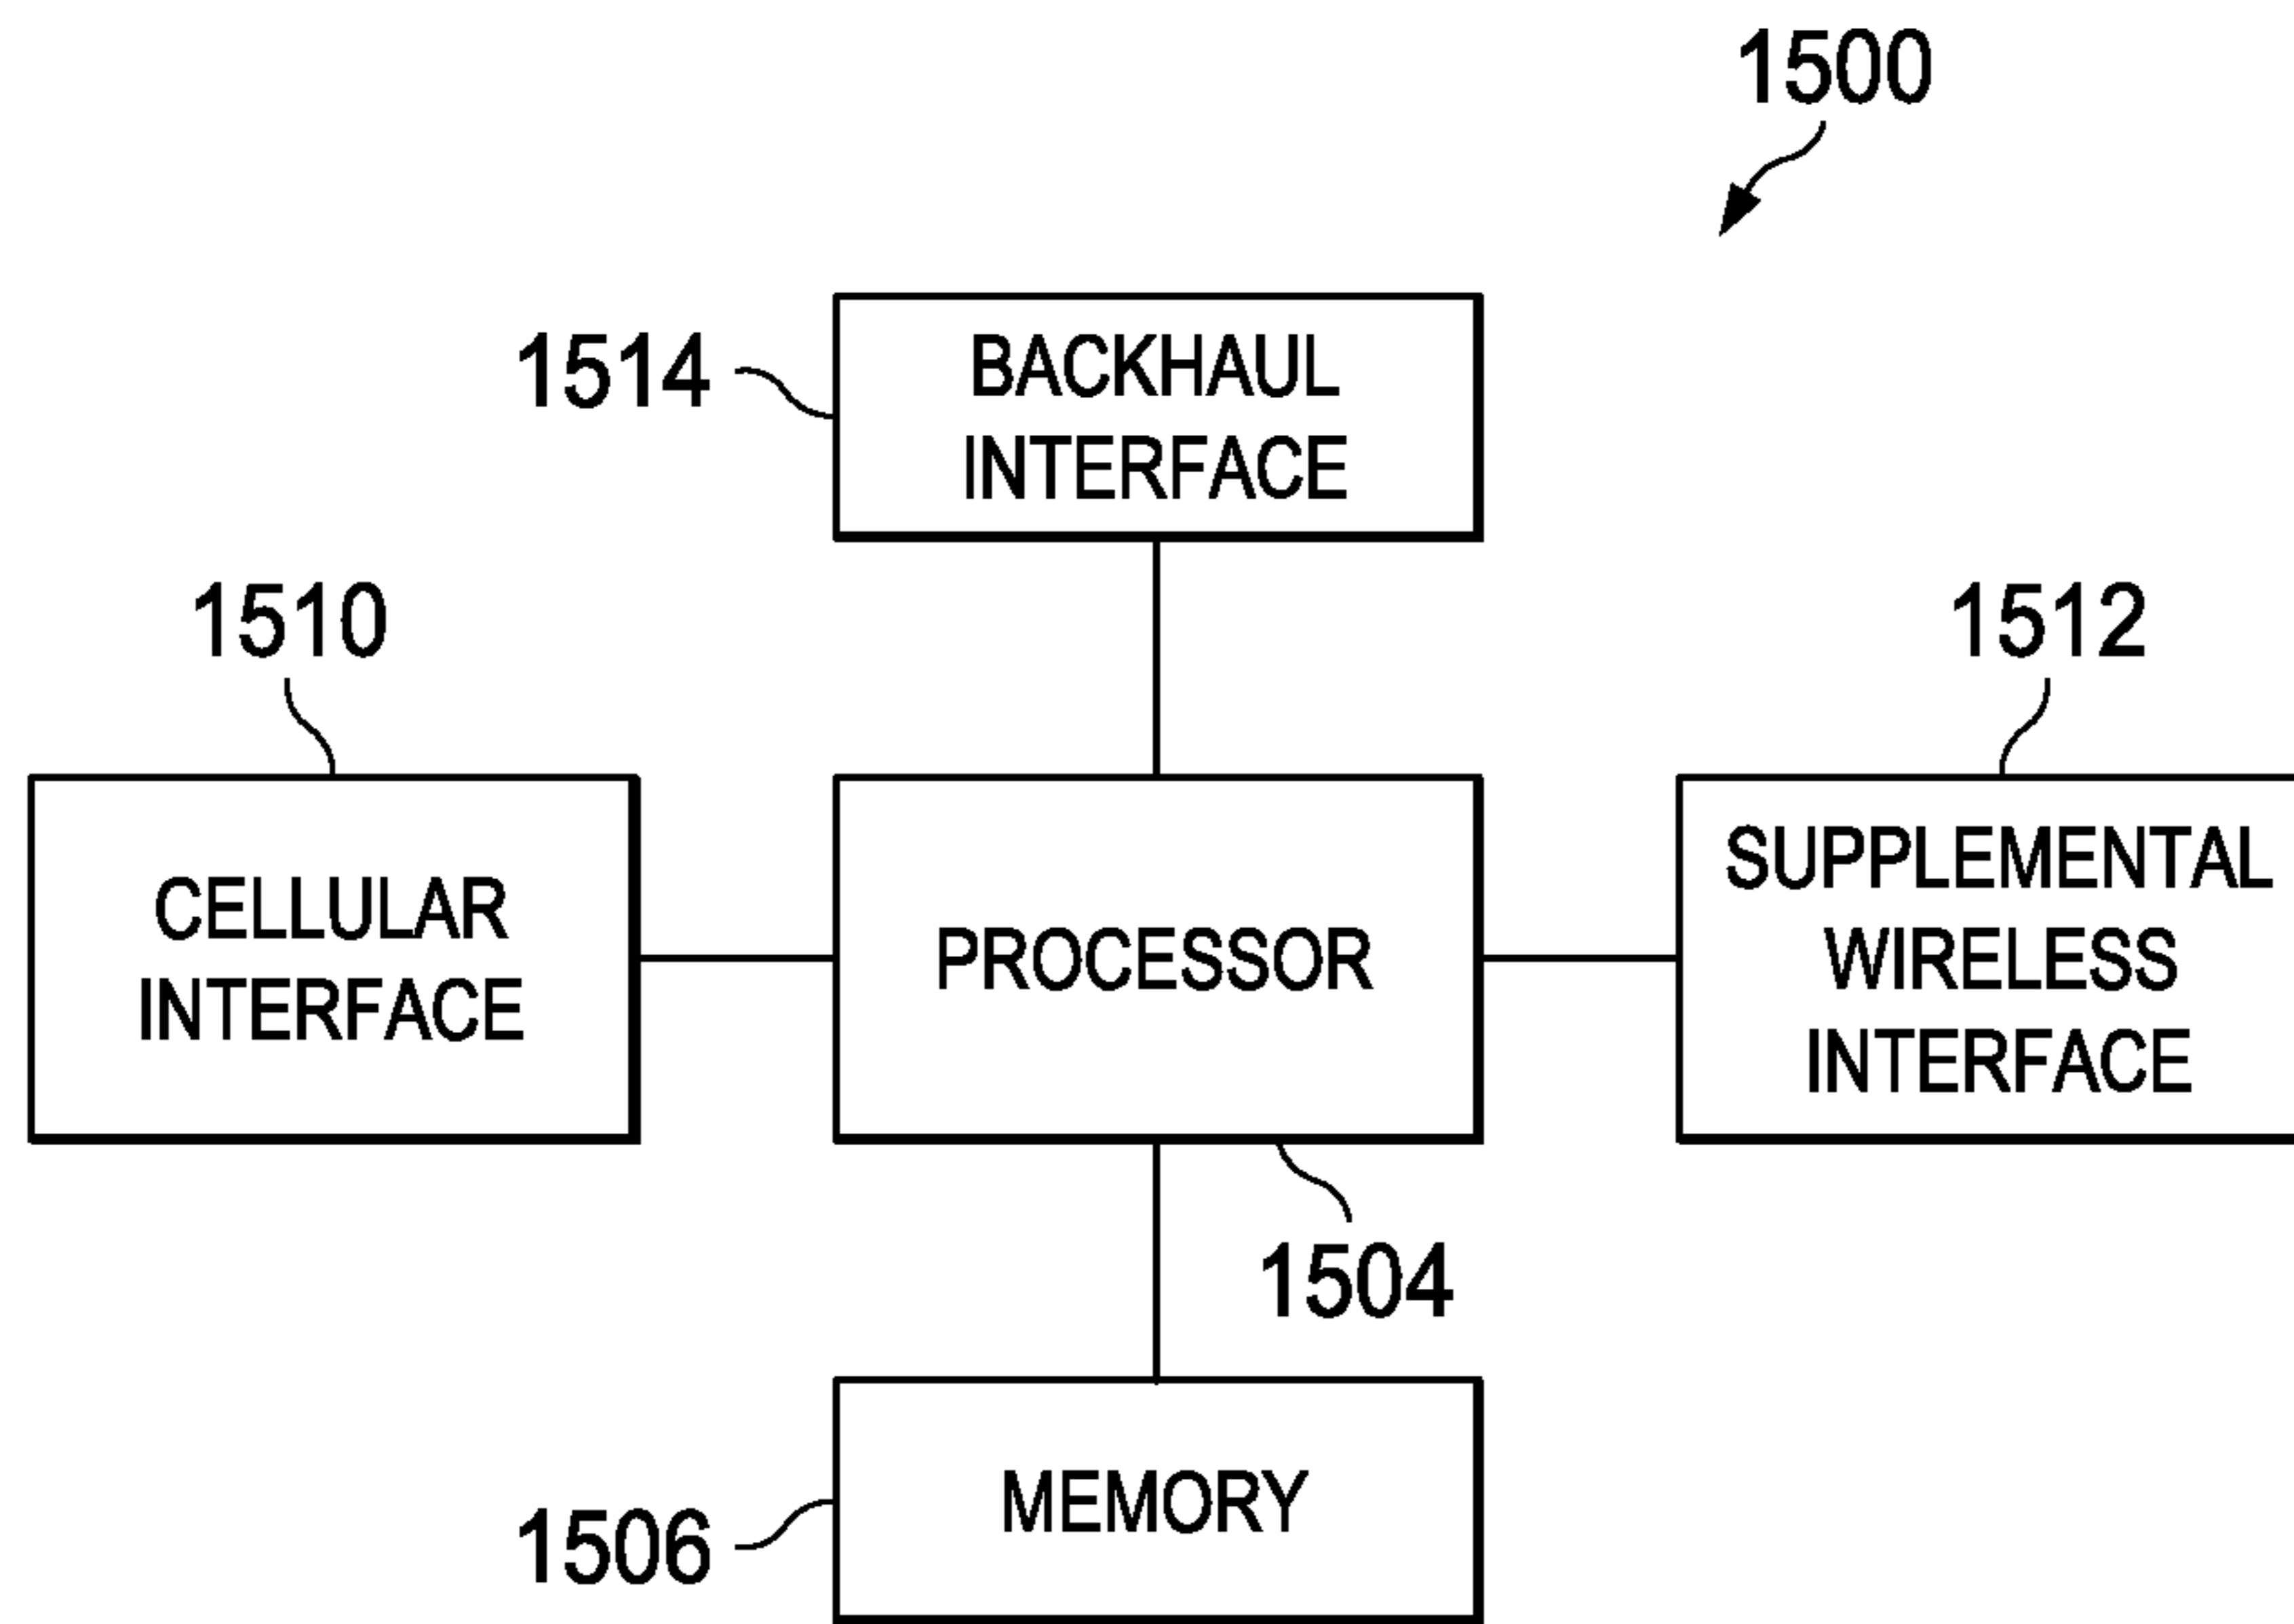 1500
1514
BACKHAUL
INTERFACE
1510
1512
CELLULAR
INTERFACE
PROCESSOR
SUPPLEMENTAL
WIRELESS
INTERFACE
1504
1506
MEMORY